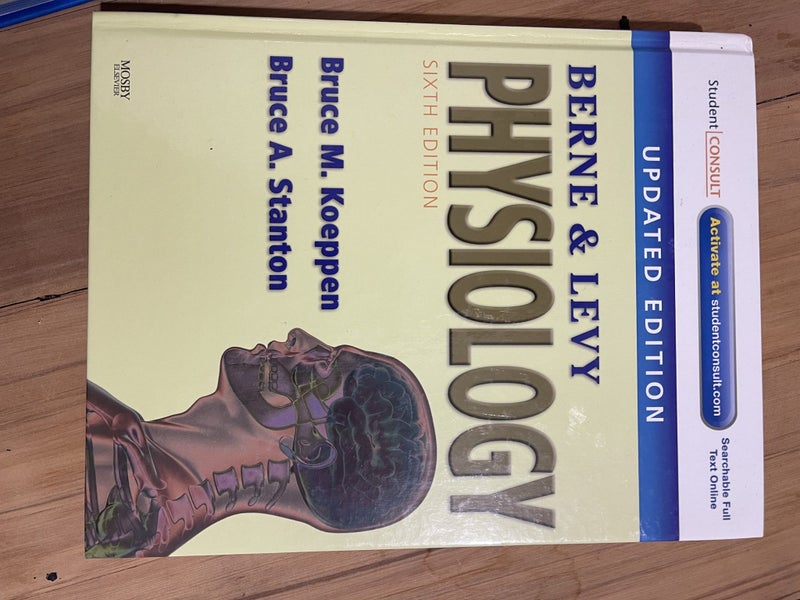 Student CONSULT
Activate at studentconsult.com
Searchable Full
Text Online
UPDATED EDITION
BERNE & LEVY
PHYSIOLOGY
SIXTH EDITION
Bruce M. Koeppen
Bruce A. Stanton
MOSBY
ELSEVIER